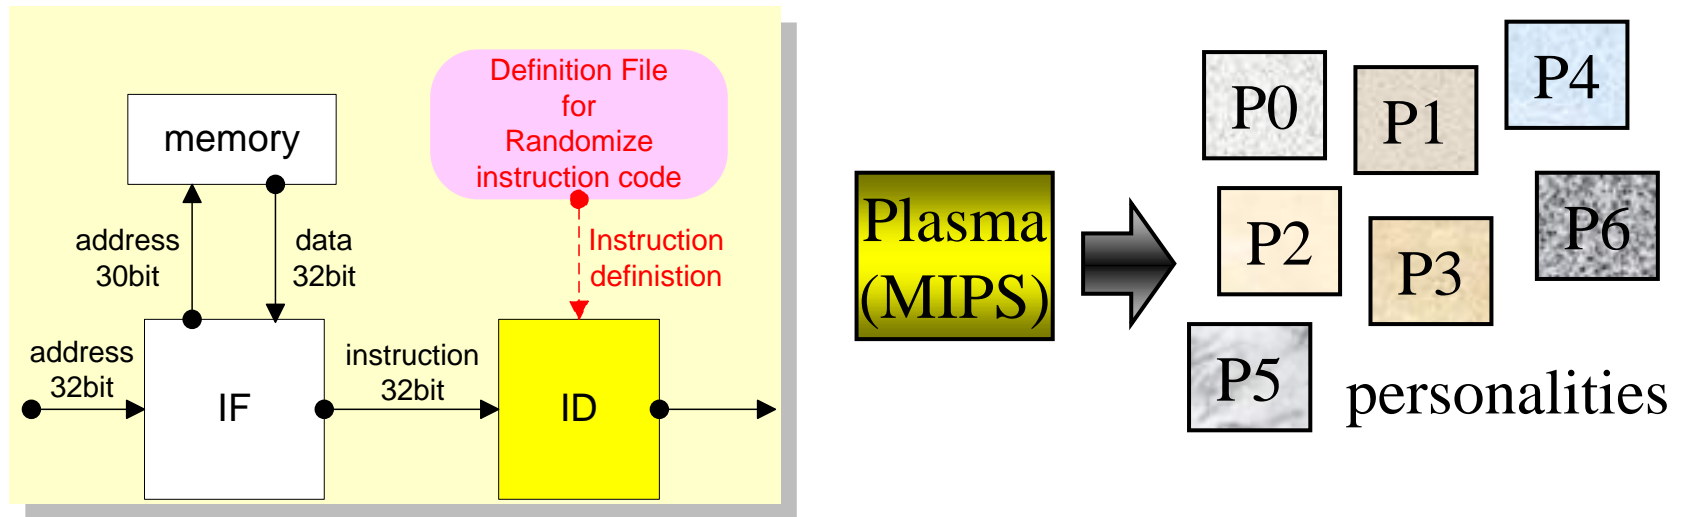 Definition File
for
Randomize
instruction code
memory
address
30bit
data
32bit
Instruction
definistion
address
32bit
IF
instruction
32bit
ID
Plasma
(MIPS)
P0
P1
P4
P2
P3
P6
P5
personalities